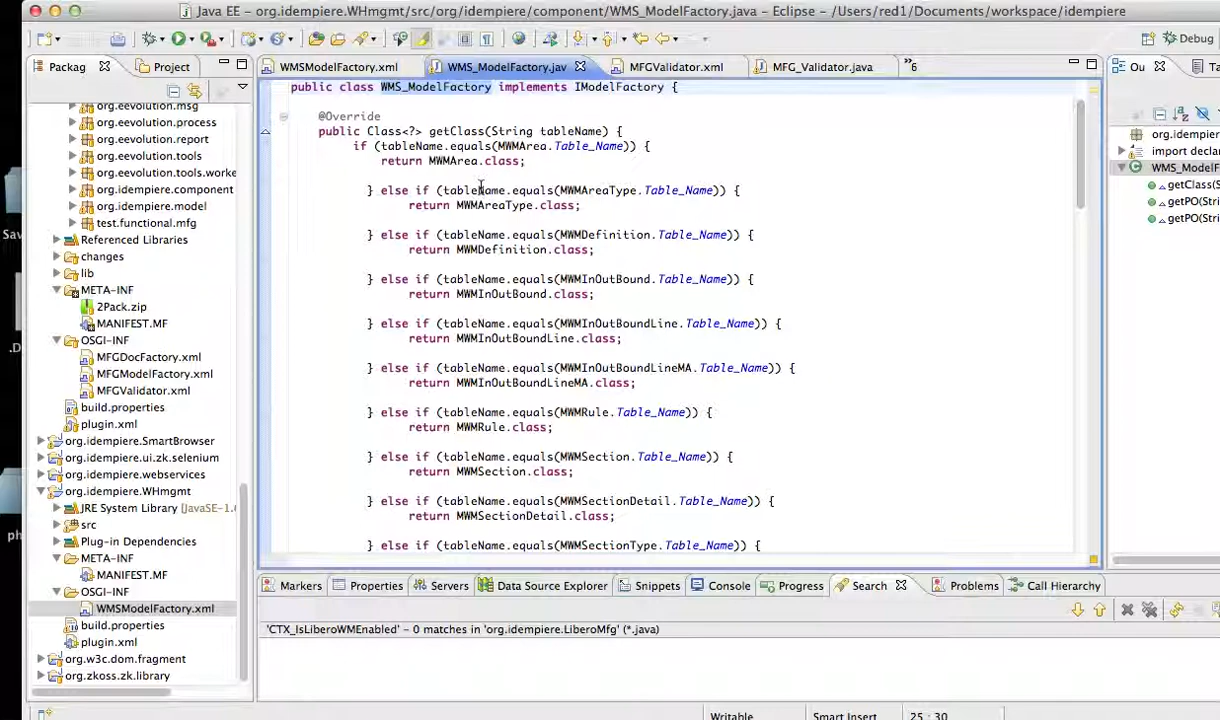 Java EE - org.idempiere.WHmgmt/src/org/idempiere/component/WMS_ModelFactory.java - Eclipse - /Users/red1/Documents/workspace/idempiere
Debug
Packag
Project
WMSModelFactory.xml
WMS_ModelFactory.jav
MFGValidator.xml
MFG_Validator.java
»6
Ou
Ta
org.eevolution.msg
org.eevolution.process
org.eevolution.report
org.eevolution.tools
org.eevolution.tools.worke
org.idempiere.component
org.idempiere.model
test.functional.mfg
Referenced Libraries
changes
lib
META-INF
2Pack.zip
MANIFEST.MF
OSGI-INF
MFGDocFactory.xml
MFGModelFactory.xml
MFGValidator.xml
build.properties
plugin.xml
org.idempiere.SmartBrowser
org.idempiere.ui.zk.selenium
org.idempiere.webservices
org.idempiere.WHmgmt
JRE System Library [JavaSE-1.6
src
Plug-in Dependencies
META-INF
MANIFEST.MF
OSGI-INF
WMSModelFactory.xml
build.properties
plugin.xml
org.w3c.dom.fragment
org.zkoss.zk.library
public class WMS_ModelFactory implements IModelFactory {
@Override
public Class<?> getClass(String tableName) {
if (tableName.equals(MWMArea.Table_Name)) {
return MWMArea.class;
} else if (tableName.equals(MWMAreaType.Table_Name)) {
return MWMAreaType.class;
} else if (tableName.equals(MWMDefinition.Table_Name)) {
return MWMDefinition.class;
} else if (tableName.equals(MWMInOutBound.Table_Name)) {
return MWMInOutBound.class;
} else if (tableName.equals(MWMInOutBoundLine.Table_Name)) {
return MWMInOutBoundLine.class;
} else if (tableName.equals(MWMInOutBoundLineMA.Table_Name)) {
return MWMInOutBoundLineMA.class;
} else if (tableName.equals(MWMRule.Table_Name)) {
return MWMRule.class;
} else if (tableName.equals(MWMSection.Table_Name)) {
return MWMSection.class;
} else if (tableName.equals(MWMSectionDetail.Table_Name)) {
return MWMSectionDetail.class;
} else if (tableName.equals(MWMSectionType.Table_Name)) {
org.idempier
import declar
WMS_ModelF
getClass(S
getPO(Stri
getPO(Stri
Markers
Properties
Servers
Data Source Explorer
Snippets
Console
Progress
Search
Problems
Call Hierarchy
'CTX_IsLiberoWMEnabled' - 0 matches in 'org.idempiere.LiberoMfg' (*.java)
Writable
Smart Insert
25 : 30
Sav
.D
ph